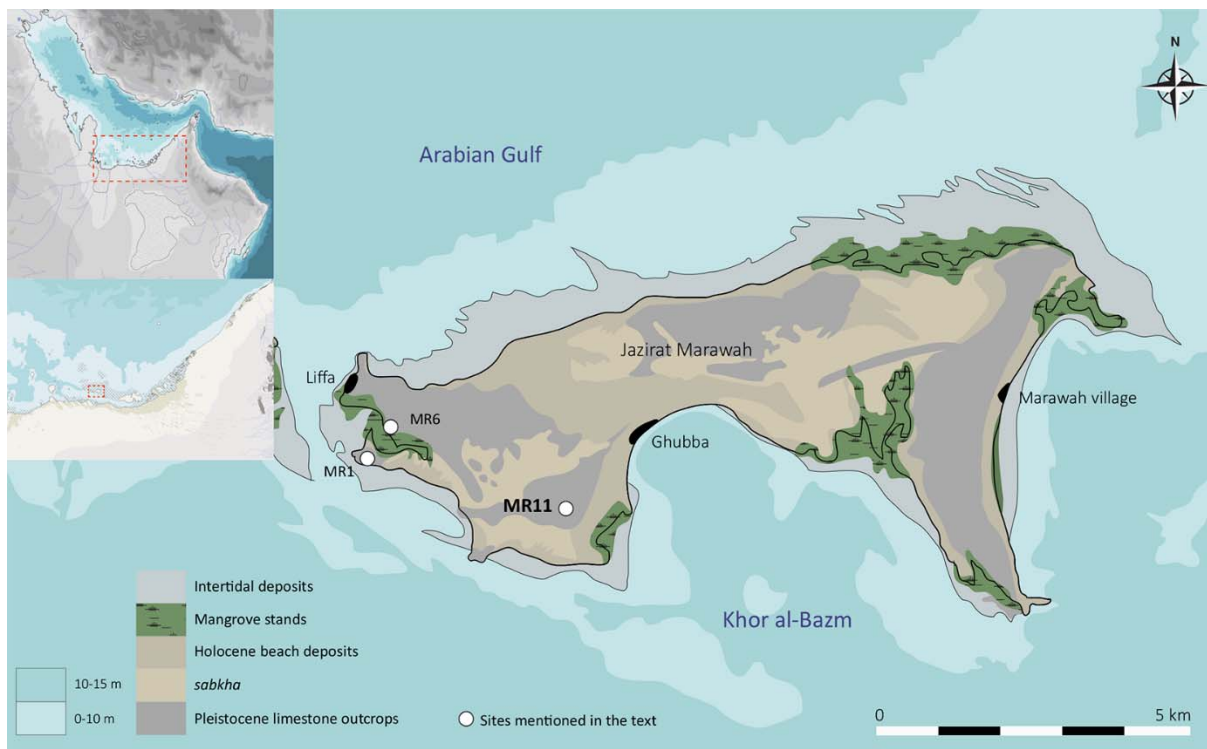 N
Arabian Gulf
Jazirat Marawah
Liffa
MR6
MR1
Marawah village
Ghubba
MR11
Khor al-Bazm
Intertidal deposits
Mangrove stands
Holocene beach deposits
sabkha
Pleistocene limestone outcrops
10-15 m
0-10 m
Sites mentioned in the text
0 5 km